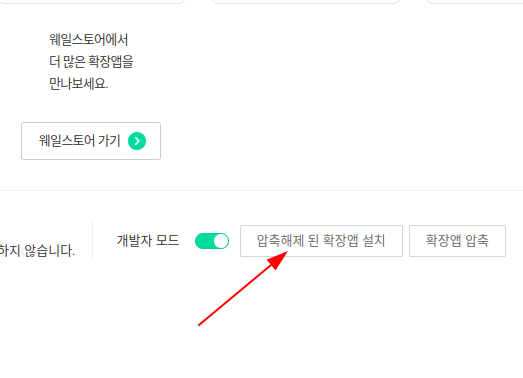 웨일스토어에서
더 많은 확장앱을
만나보세요.
웨일스토어 가기
하지 않습니다.
개발자 모드
압축해제 된 확장앱 설치
확장앱 압축